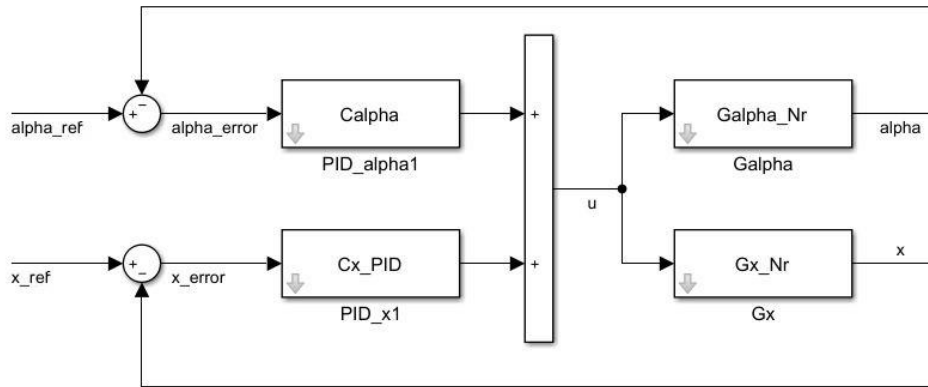 −
+
alpha_ref
alpha_error
Calpha
PID_alpha1
+
u
Galpha_Nr
Galpha
alpha
+
−
x_ref
x_error
Cx_PID
PID_x1
+
Gx_Nr
Gx
x